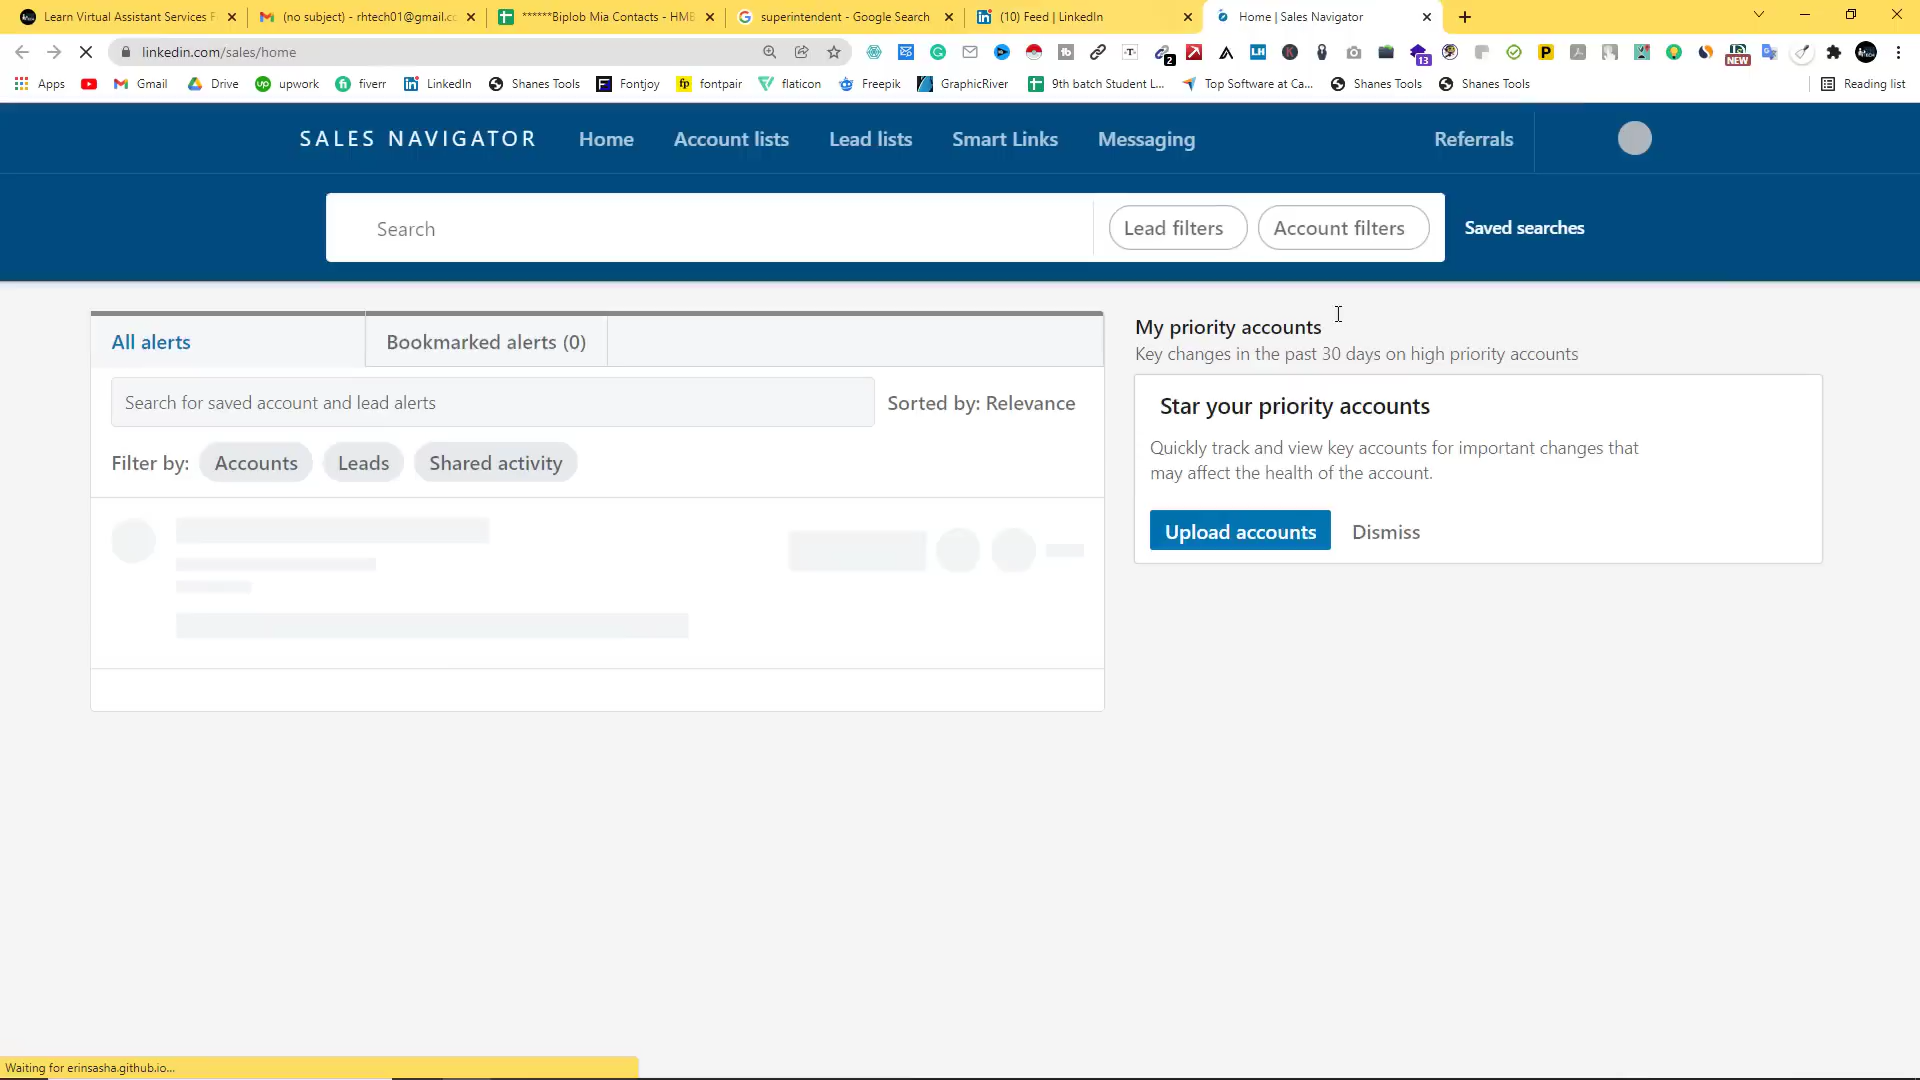 Learn Virtual Assistant Services F
(no subject) - rhtech01@gmail.cc
******Biplob Mia Contacts - HME
superintendent - Google Search
(10) Feed | LinkedIn
Home | Sales Navigator
linkedin.com/sales/home
Apps
Gmail
Drive
upwork
fiverr
LinkedIn
Shanes Tools
Fontjoy
fontpair
flaticon
Freepik
GraphicRiver
9th batch Student L...
Top Software at Ca...
Shanes Tools
Shanes Tools
Reading list
SALES NAVIGATOR
Home
Account lists
Lead lists
Smart Links
Messaging
Referrals
Search
Lead filters
Account filters
Saved searches
All alerts
Bookmarked alerts (0)
Search for saved account and lead alerts
Sorted by: Relevance
Filter by:
Accounts
Leads
Shared activity
My priority accounts
Key changes in the past 30 days on high priority accounts
Star your priority accounts
Quickly track and view key accounts for important changes that
may affect the health of the account.
Upload accounts
Dismiss
Waiting for erinsasha.github.io...